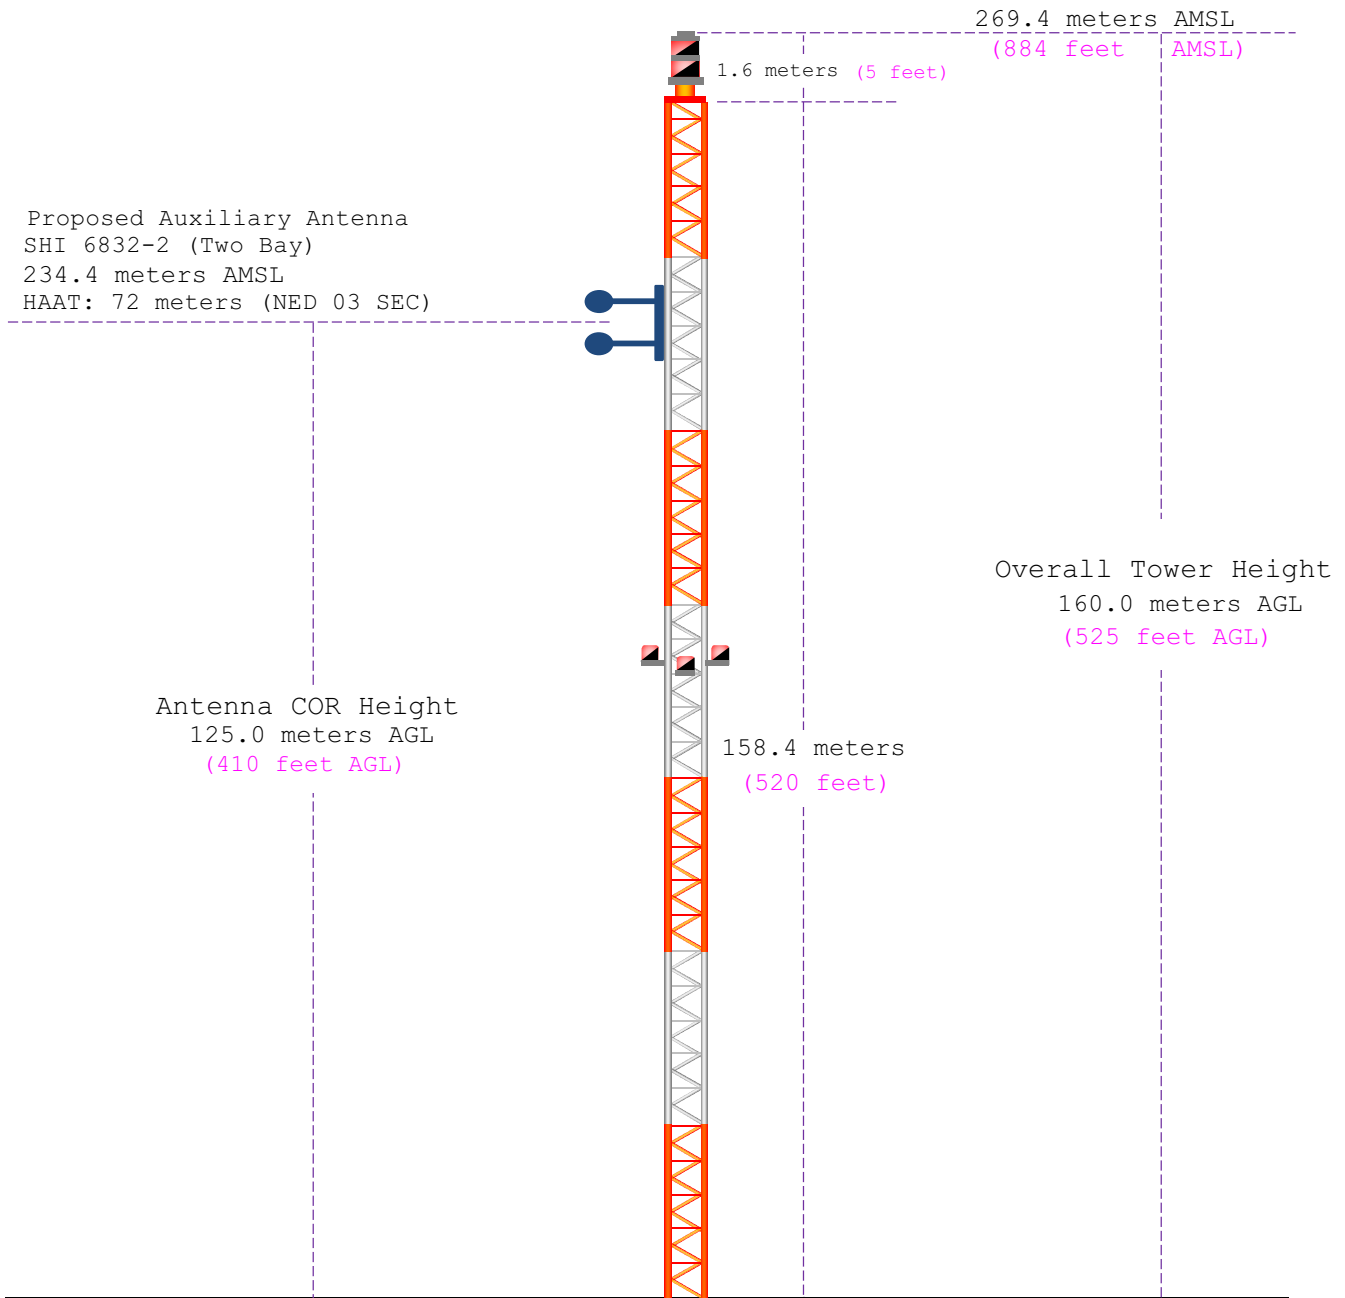 269.4 meters AMSL
(884 feet AMSL)
1.6 meters (5 feet)
Proposed Auxiliary Antenna
SHI 6832-2 (Two Bay)
234.4 meters AMSL
HAAT: 72 meters (NED 03 SEC)
Overall Tower Height
160.0 meters AGL
(525 feet AGL)
Antenna COR Height
125.0 meters AGL
(410 feet AGL)
158.4 meters
(520 feet)